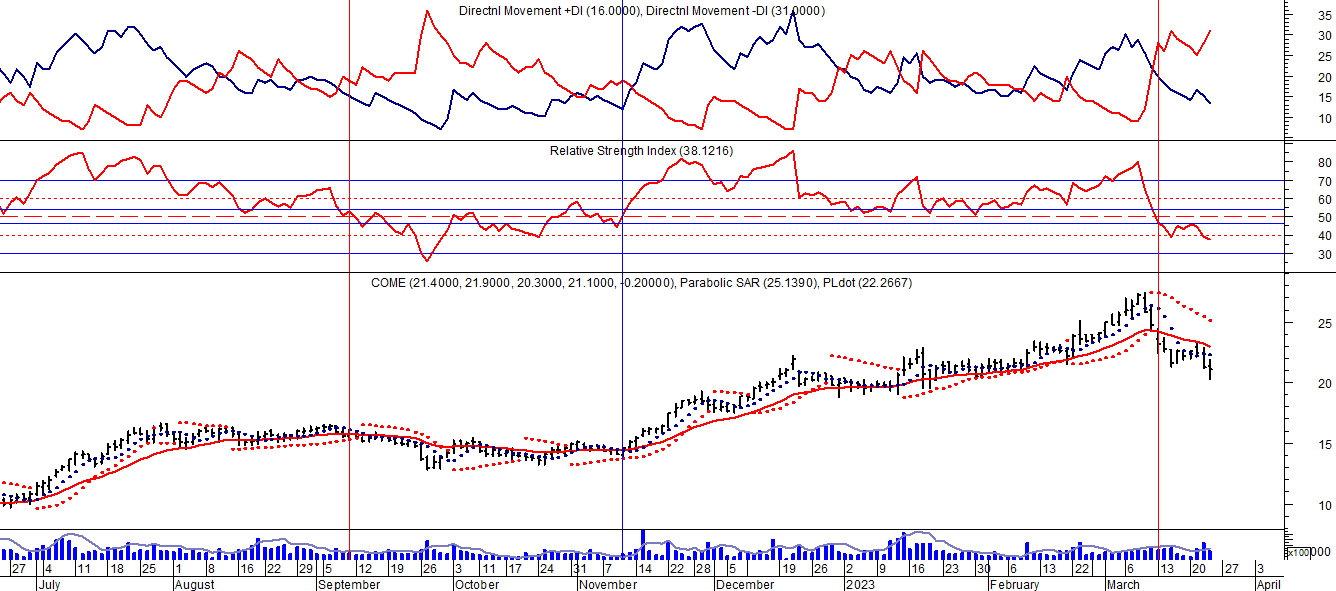 Directnl Movement +DI (16.0000), Directnl Movement -DI (31.0000)
35
30
25
20
15
10
Relative Strength Index (38.1216)
80
70
60
50
40
30
COME (21.4000, 21.9000, 20.3000, 21.1000, -0.20000), Parabolic SAR (25.1390), PLdot (22.2667)
25
20
15
10
x100
000
27 4 11 18 25 1 8 16 22 29 5 12 19 26 3 11 17 24 31 7 14 22 28 5 19 26 2 9 16 23 30 6 13 22 6 13 20 27 3
July August September October November December 2023 February March April